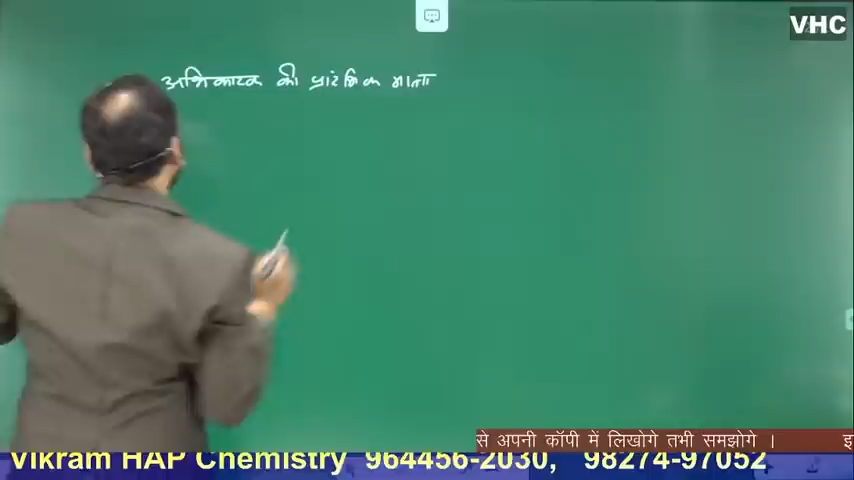 VHC
अभिकारक की प्रारंभिक मात्रा
से अपनी कॉपी में लिखोगे तभी समझोगे । इ
Vikram HAP Chemistry 964456-2030, 98274-97052